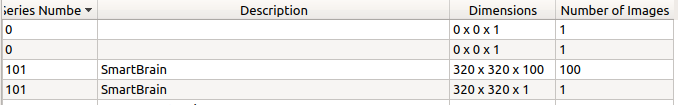 Series Numbe Description Dimensions Number of Images
0 0 x 0 x 1 1
0 0 x 0 x 1 1
101 SmartBrain 320 x 320 x 100 100
101 SmartBrain 320 x 320 x 1 1